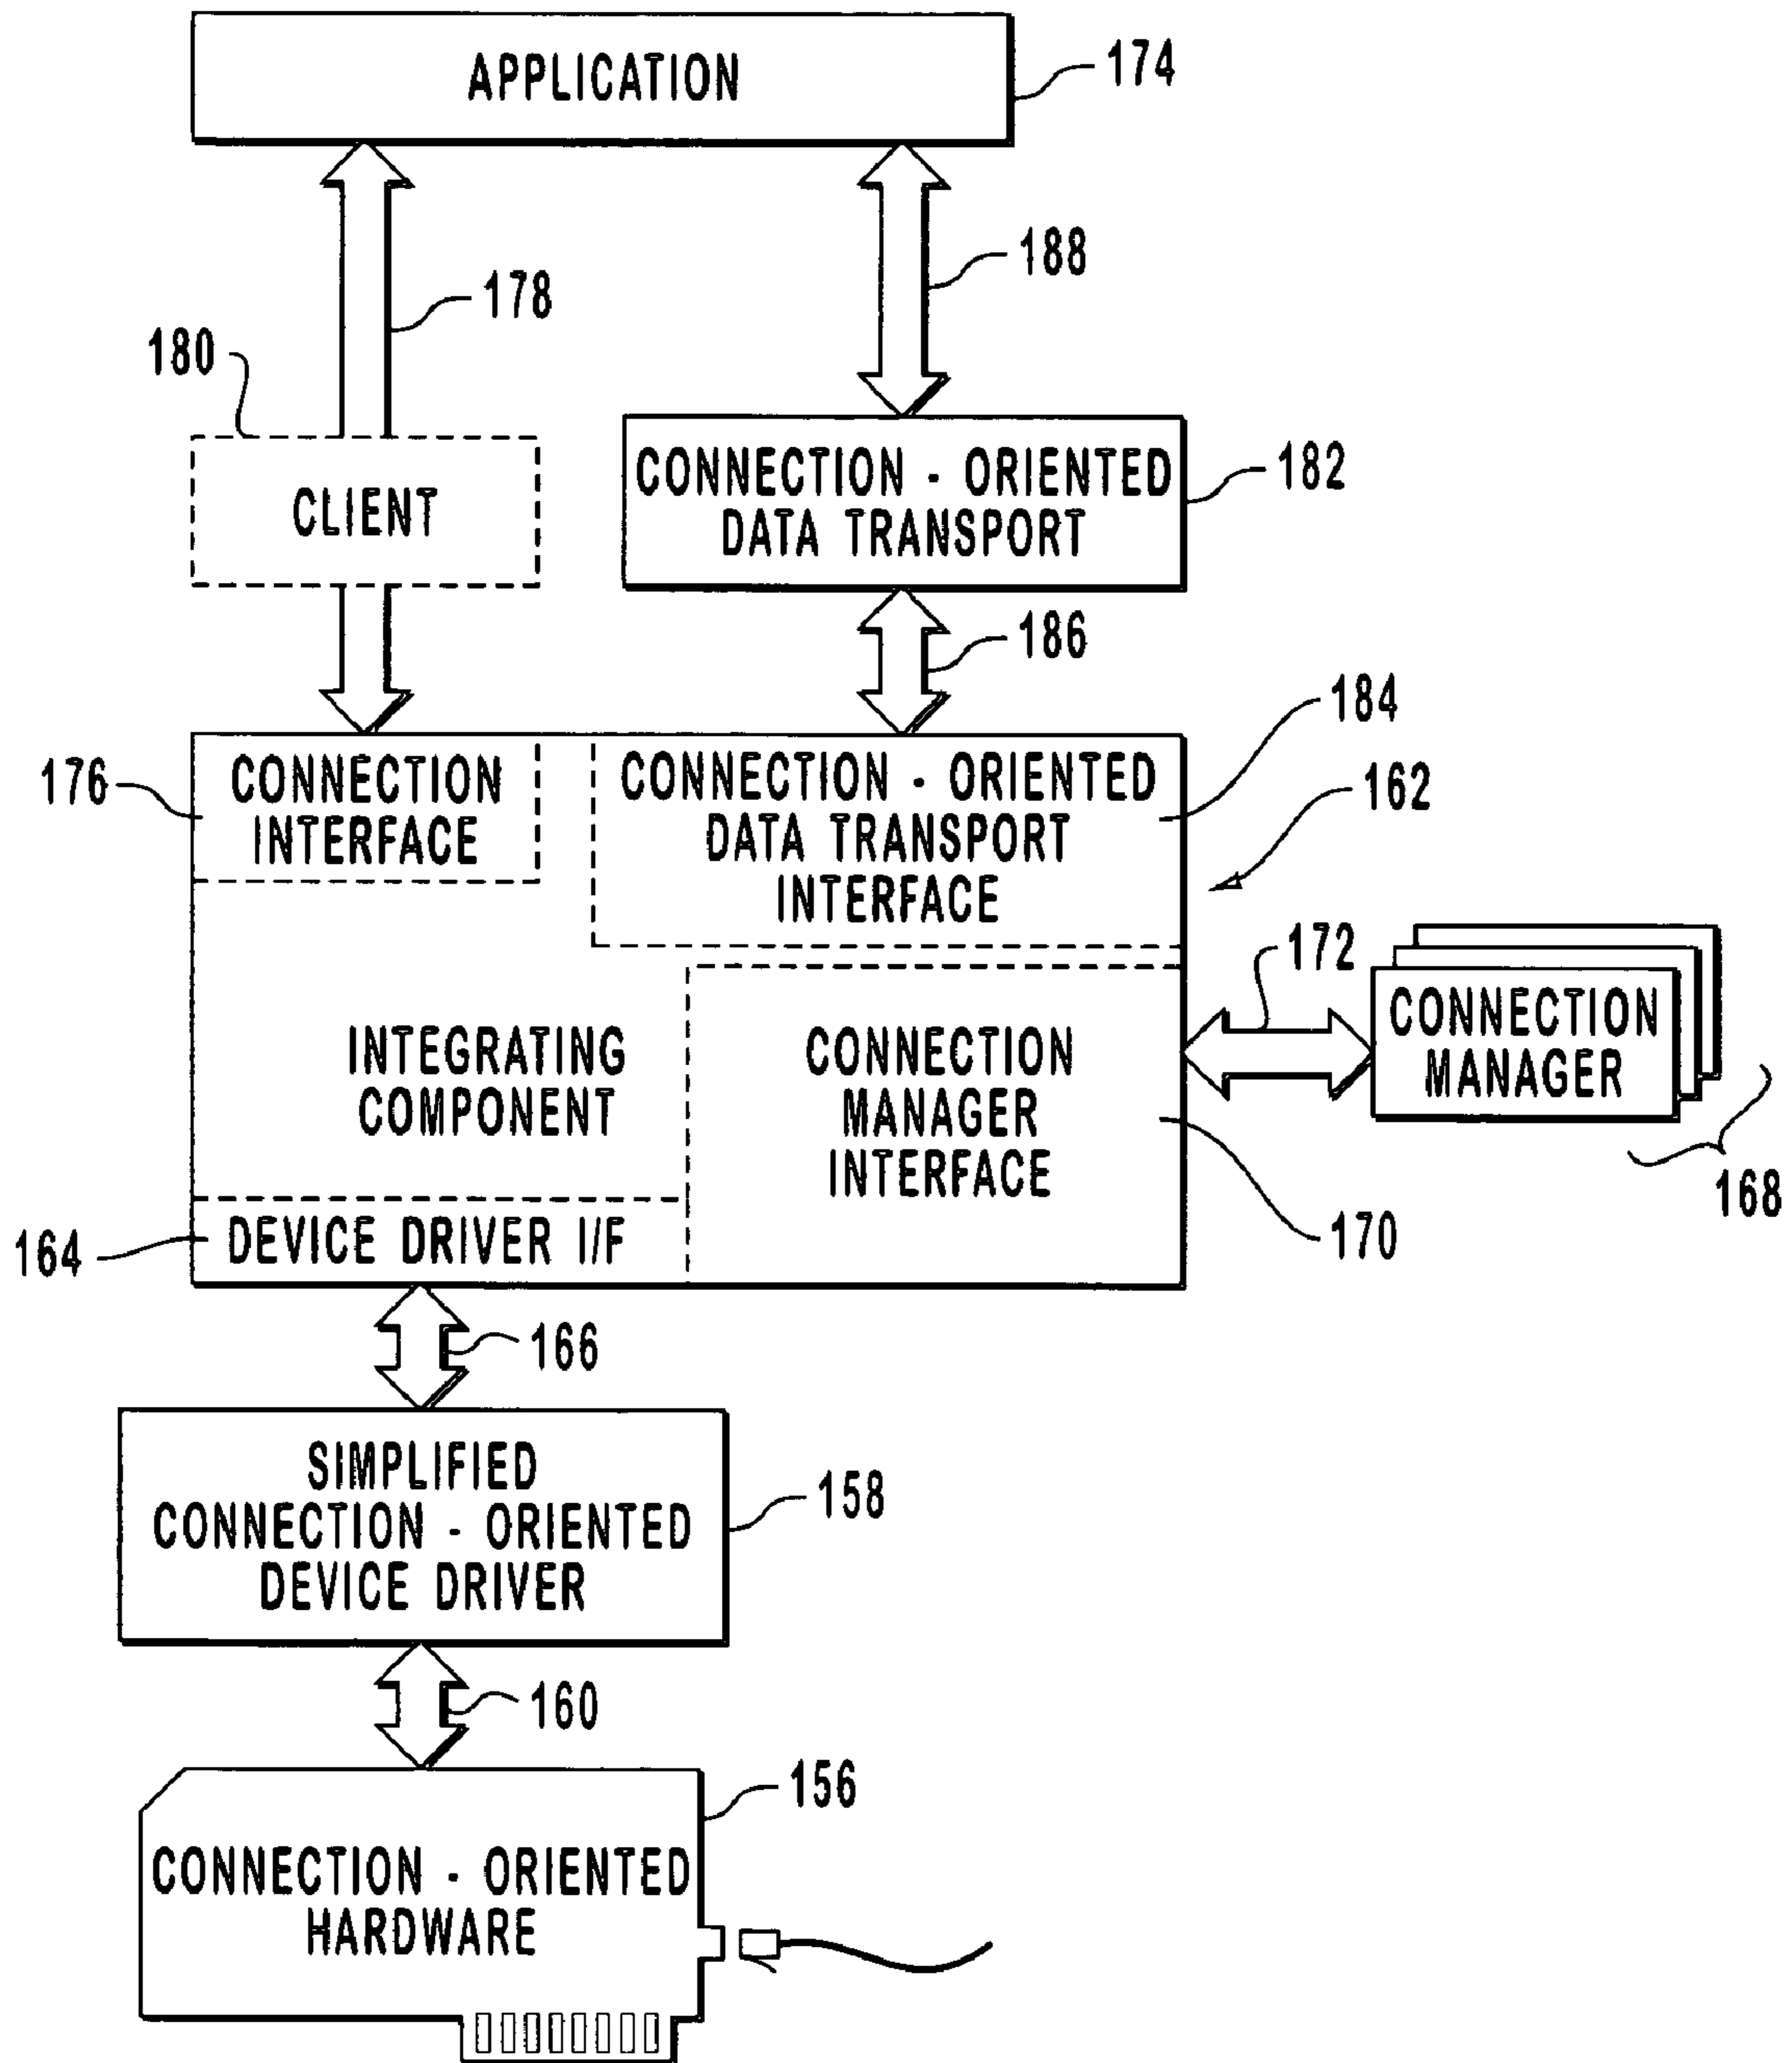 APPLICATION
174
188
178
180
CLIENT
CONNECTION - ORIENTED
DATA TRANSPORT
182
186
184
162
176
CONNECTION
INTERFACE
CONNECTION - ORIENTED
DATA TRANSPORT
INTERFACE
172
CONNECTION
MANAGER
168
INTEGRATING
COMPONENT
CONNECTION
MANAGER
INTERFACE
170
164
DEVICE DRIVER I/F
166
SIMPLIFIED
CONNECTION - ORIENTED
DEVICE DRIVER
158
160
156
CONNECTION - ORIENTED
HARDWARE